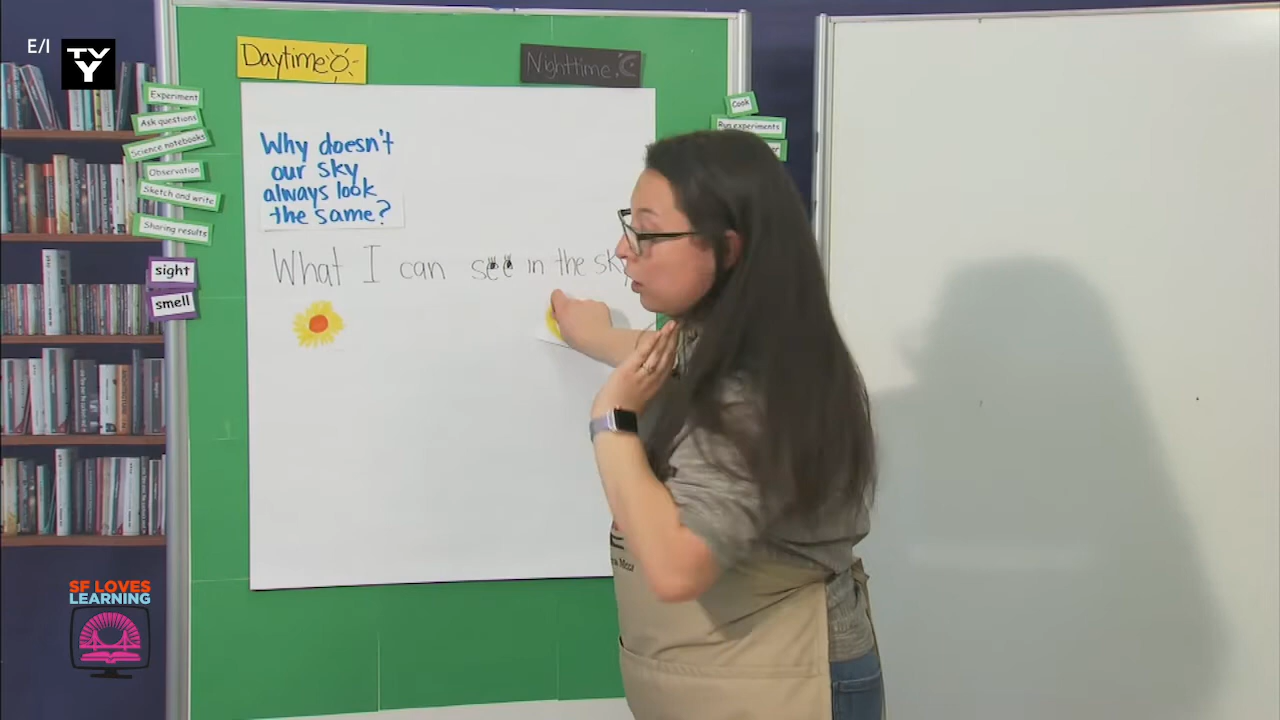 E/I
TV
Y
Daytime
Nighttime
Experiment
Ask questions
Science notebooks
Observation
Sketch and write
Sharing results
sight
smell
Cook
Run experiments
Why doesn't
our sky
always look
the same?
What I can see in the sky
SF LOVES
LEARNING